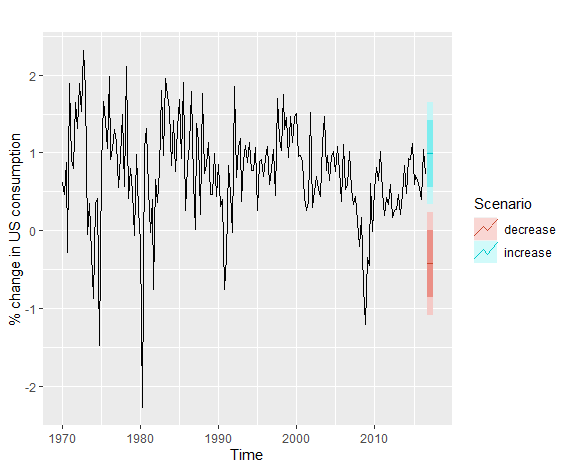 % change in US consumption
2
1
0
-1
-2
1970 1980 1990 2000 2010
Time
Scenario
decrease
increase